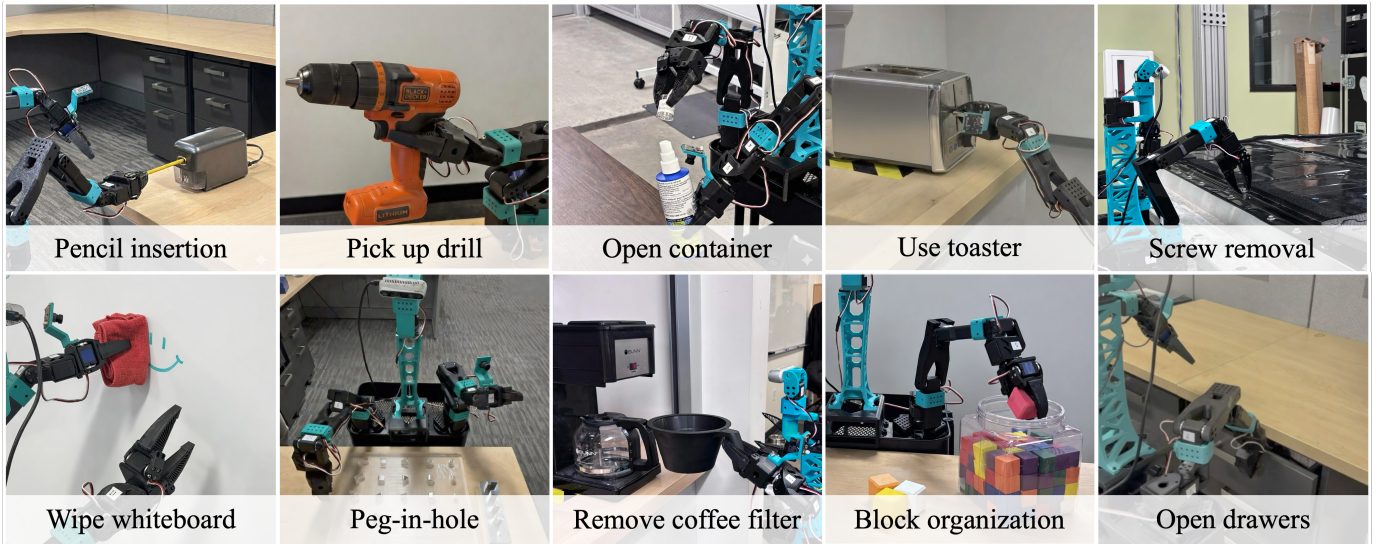 BLACK+
DECKER
LITHIUM
Pencil insertion
Pick up drill
Open container
Use toaster
Screw removal
Wipe whiteboard
Peg-in-hole
Remove coffee filter
Block organization
Open drawers